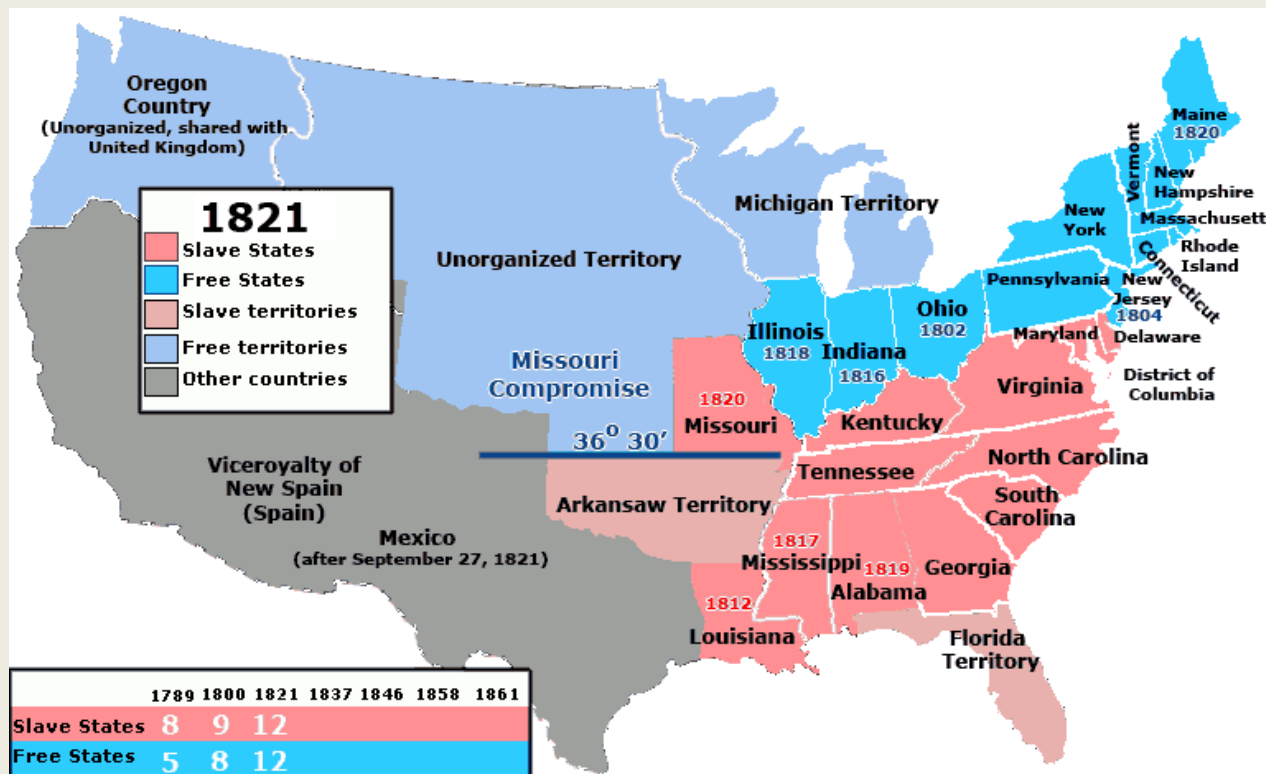 Oregon
Country
(Unorganized, shared with
United Kingdom)
1821
Slave States
Free States
Slave territories
Free territories
Other countries
Unorganized Territory
Michigan Territory
Missouri
Compromise
36° 30′
Maine
1820
Vermont
New
Hampshire
Massachusett
New
York
Rhode
Island
Connecticut
Pennsylvania
New
Jersey
1804
Illinois
1818
Indiana
1816
Ohio
1802
Maryland
Delaware
District of
Columbia
Virginia
1820
Missouri
Kentucky
North Carolina
Tennessee
South
Carolina
Arkansaw Territory
Viceroyalty of
New Spain
(Spain)
Mexico
(after September 27, 1821)
1817
Mississippi
1819
Alabama
Georgia
1812
Louisiana
Florida
Territory
1789 1800 1821 1837 1846 1858 1861
Slave States 8 9 12
Free States 5 8 12